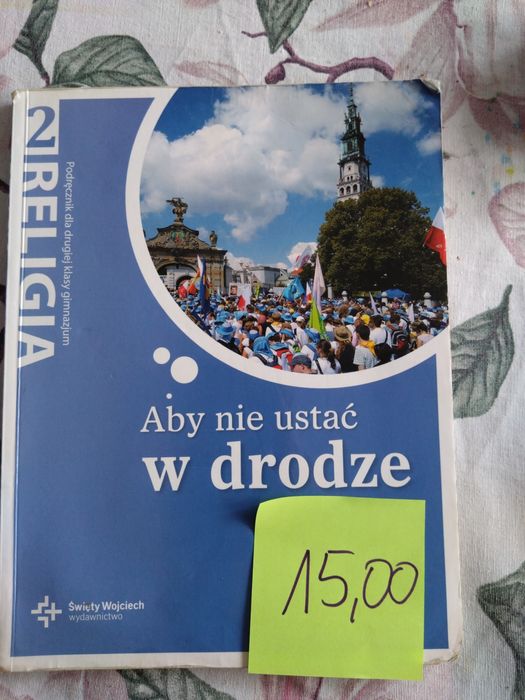 2 RELIGIA
Podręcznik dla drugiej klasy gimnazjum
Aby nie ustać
w drodze
15,00
Święty Wojciech
wydawnictwo